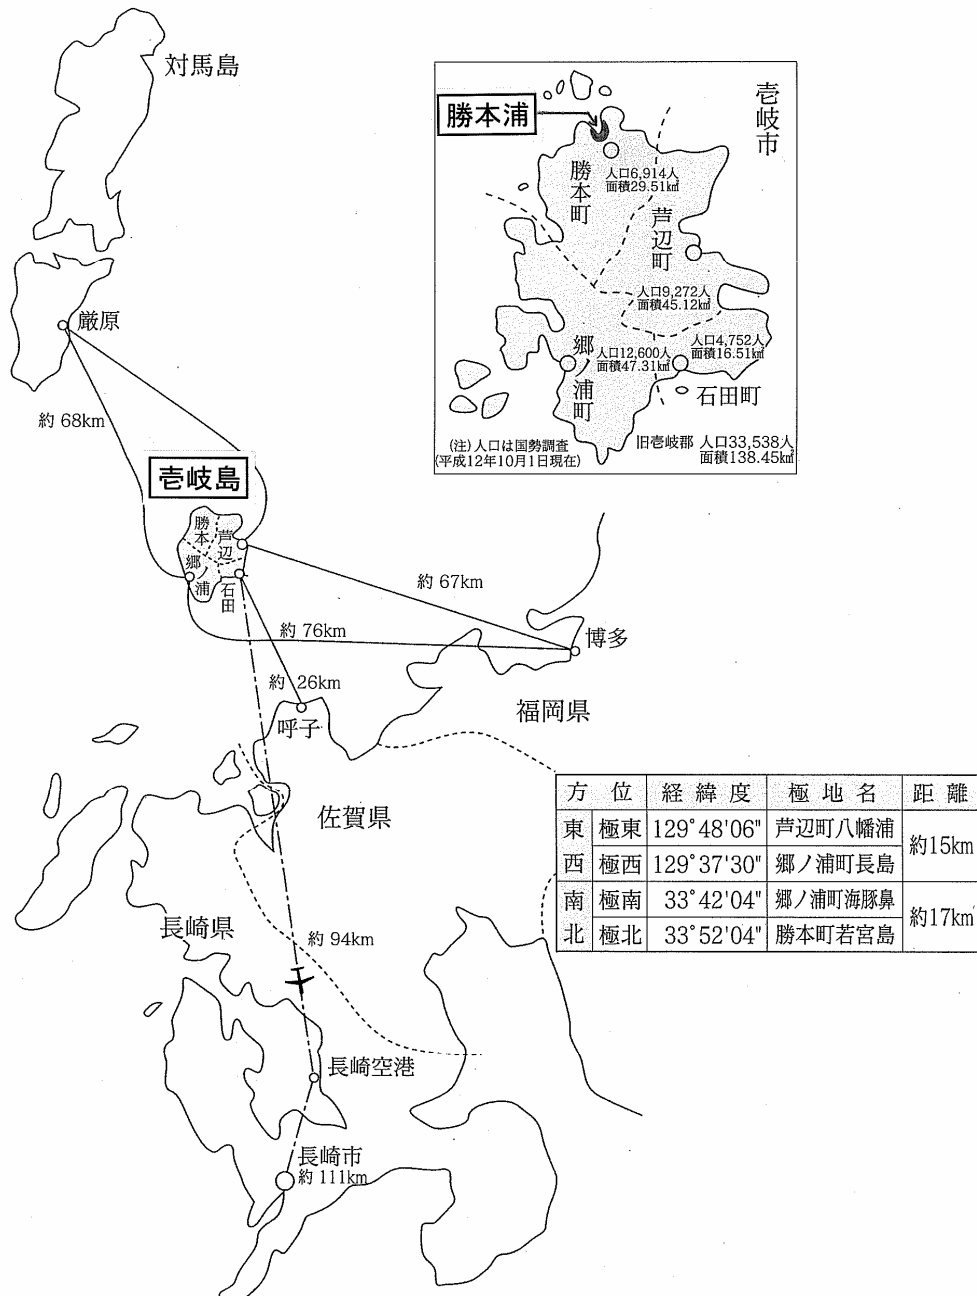 対馬島
厳原
約 68km
壱岐島
勝本
芦辺
郷ノ浦
石田
約 67km
約 76km
博多
約 26km
呼子
福岡県
佐賀県
長崎県
約 94km
長崎空港
長崎市
約 111km
壱岐市
勝本浦
勝本町
人口6,914人
面積29.51㎢
芦辺町
人口9,272人
面積45.12㎢
郷ノ浦町
人口12,600人
面積47.31㎢
人口4,752人
面積16.51㎢
石田町
(注)人口は国勢調査
(平成12年10月1日現在)
旧壱岐郡 人口33,538人
面積138.45㎢
方位 経緯度 極地名 距離
東 極東 129°48'06" 芦辺町八幡浦 約15km
西 極西 129°37'30" 郷ノ浦町長島
南 極南 33°42'04" 郷ノ浦町海豚鼻 約17km
北 極北 33°52'04" 勝本町若宮島